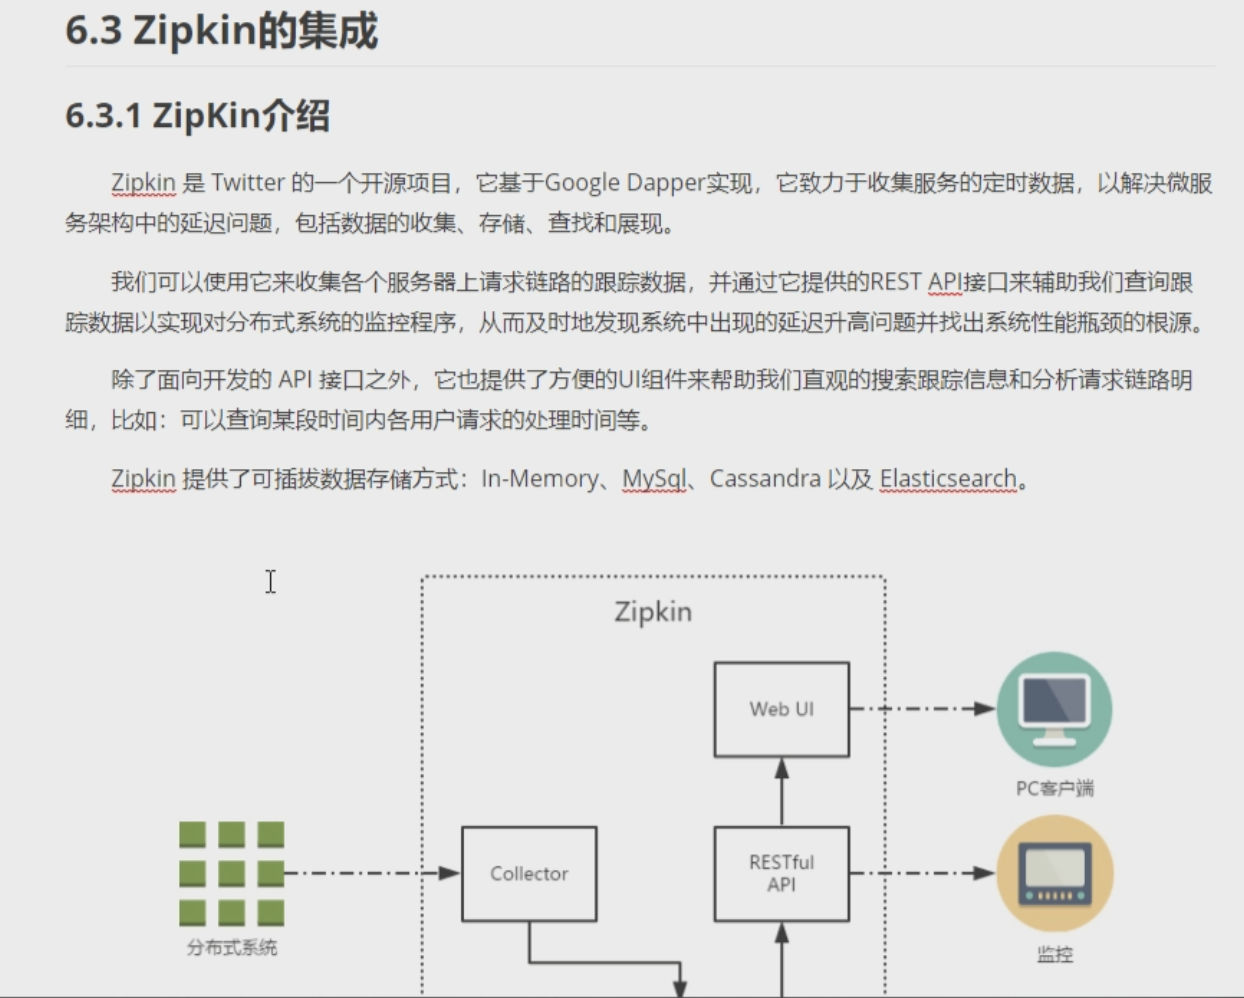 6.3 Zipkin的集成
6.3.1 ZipKin介绍
Zipkin 是 Twitter 的一个开源项目，它基于Google Dapper实现，它致力于收集服务的定时数据，以解决微服
务架构中的延迟问题，包括数据的收集、存储、查找和展现。
我们可以使用它来收集各个服务器上请求链路的跟踪数据，并通过它提供的REST API接口来辅助我们查询跟
踪数据以实现对分布式系统的监控程序，从而及时地发现系统中出现的延迟升高问题并找出系统性能瓶颈的根源。
除了面向开发的 API 接口之外，它也提供了方便的UI组件来帮助我们直观的搜索跟踪信息和分析请求链路明
细，比如：可以查询某段时间内各用户请求的处理时间等。
Zipkin 提供了可插拔数据存储方式：In-Memory、MySql、Cassandra 以及 Elasticsearch。
Zipkin
Web UI
PC客户端
Collector
RESTful
API
分布式系统
监控